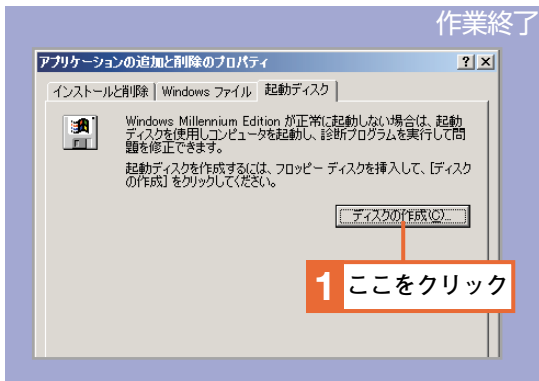 作業終了
アプリケーションの追加と削除のプロパティ
インストールと削除 Windows ファイル 起動ディスク
Windows Millennium Edition が正常に起動しない場合は、起動
ディスクを使用しコンピュータを起動し、診断プログラムを実行して問
題を修正できます。
起動ディスクを作成するには、フロッピー ディスクを挿入して、[ディスク
の作成] をクリックしてください。
ディスクの作成(C)...
1 ここをクリック